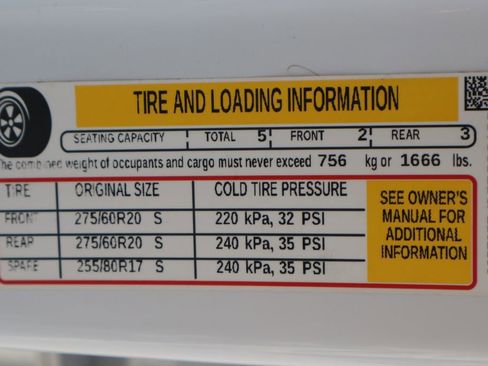 TIRE AND LOADING INFORMATION
SEATING CAPACITY TOTAL 5 FRONT 2 REAR 3
The combined weight of occupants and cargo must never exceed 756 kg or 1666 lbs.
TIRE ORIGINAL SIZE COLD TIRE PRESSURE
FRONT 275/60R20 S 220 kPa, 32 PSI
REAR 275/60R20 S 240 kPa, 35 PSI
SPARE 255/80R17 S 240 kPa, 35 PSI
SEE OWNER'S
MANUAL FOR
ADDITIONAL
INFORMATION